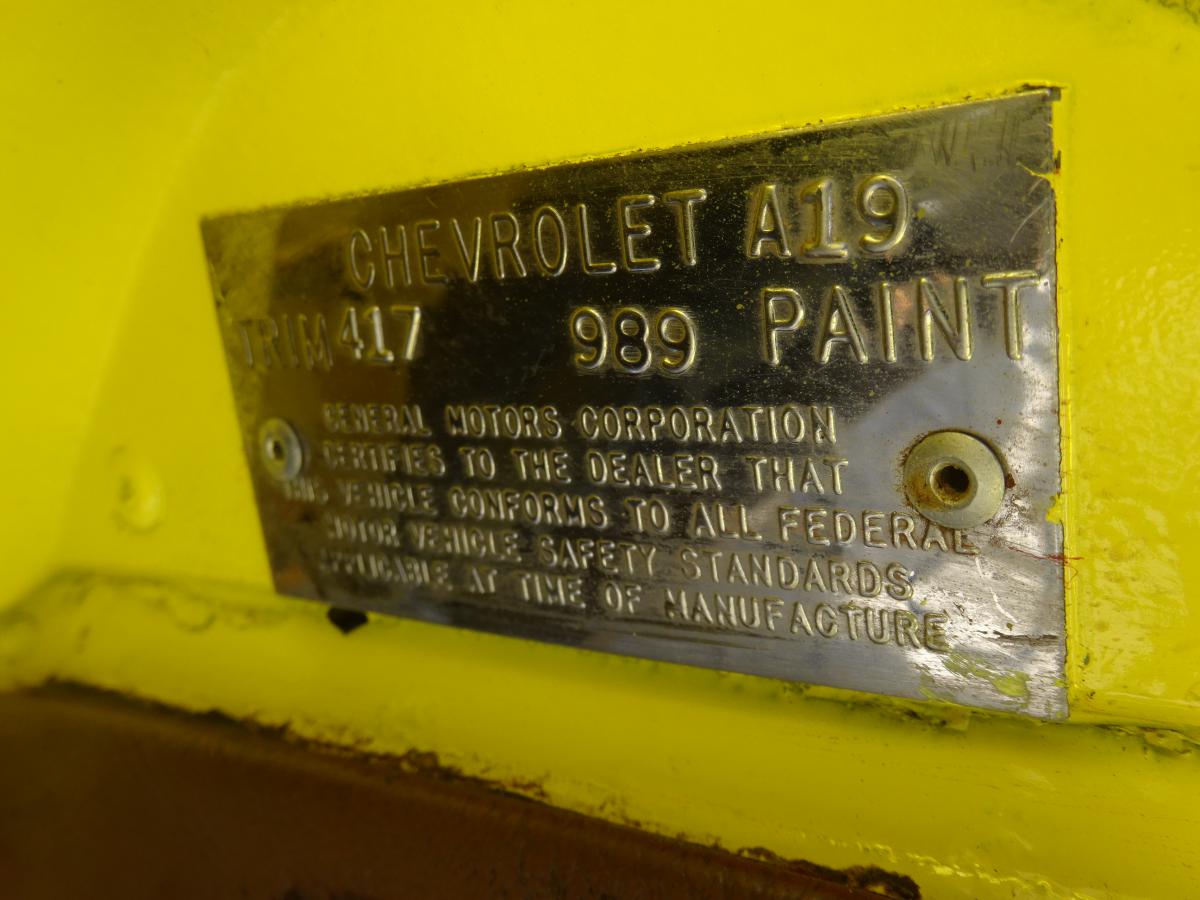 CHEVROLET A19
TRIM 417 989 PAINT
GENERAL MOTORS CORPORATION
CERTIFIES TO THE DEALER THAT
THIS VEHICLE CONFORMS TO ALL FEDERAL
MOTOR VEHICLE SAFETY STANDARDS
APPLICABLE AT TIME OF MANUFACTURE